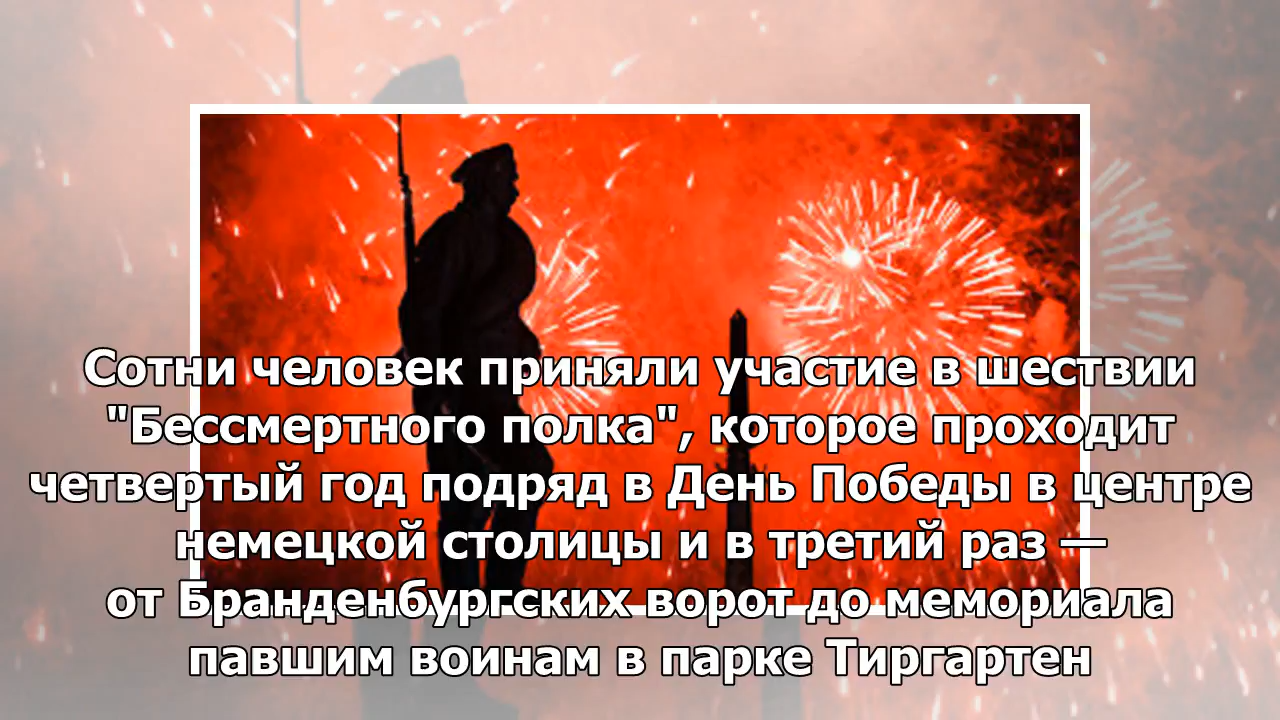 Сотни человек приняли участие в шествии
"Бессмертного полка", которое проходит
четвертый год подряд в День Победы в центре
немецкой столицы и в третий раз —
от Бранденбургских ворот до мемориала
павшим воинам в парке Тиргартен